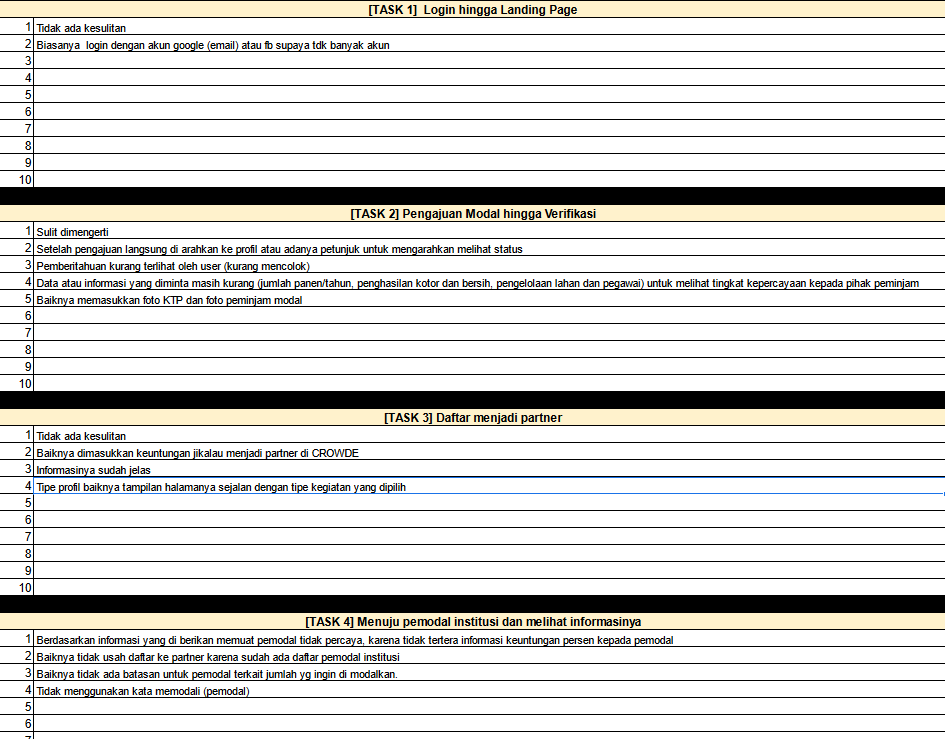 [TASK 1]  Login hingga Landing Page
1 Tidak ada kesulitan
2 Biasanya  login dengan akun google (email) atau fb supaya tdk banyak akun
3
4
5
6
7
8
9
10
[TASK 2] Pengajuan Modal hingga Verifikasi
1 Sulit dimengerti
2 Setelah pengajuan langsung di arahkan ke profil atau adanya petunjuk untuk mengarahkan melihat status
3 Pemberitahuan kurang terlihat oleh user (kurang mencolok)
4 Data atau informasi yang diminta masih kurang (jumlah panen/tahun, penghasilan kotor dan bersih, pengelolaan lahan dan pegawai) untuk melihat tingkat kepercayaan kepada pihak peminjam
5 Baiknya memasukkan foto KTP dan foto peminjam modal
6
7
8
9
10
[TASK 3] Daftar menjadi partner
1 Tidak ada kesulitan
2 Baiknya dimasukkan keuntungan jikalau menjadi partner di CROWDE
3 Informasinya sudah jelas
4 Tipe profil baiknya tampilan halamanya sejalan dengan tipe kegiatan yang dipilih
5
6
7
8
9
10
[TASK 4] Menuju pemodal institusi dan melihat informasinya
1 Berdasarkan informasi yang di berikan memuat pemodal tidak percaya, karena tidak tertera informasi keuntungan persen kepada pemodal
2 Baiknya tidak usah daftar ke partner karena sudah ada daftar pemodal institusi
3 Baiknya tidak ada batasan untuk pemodal terkait jumlah yg ingin di modalkan.
4 Tidak menggunakan kata memodali (pemodal)
5
6